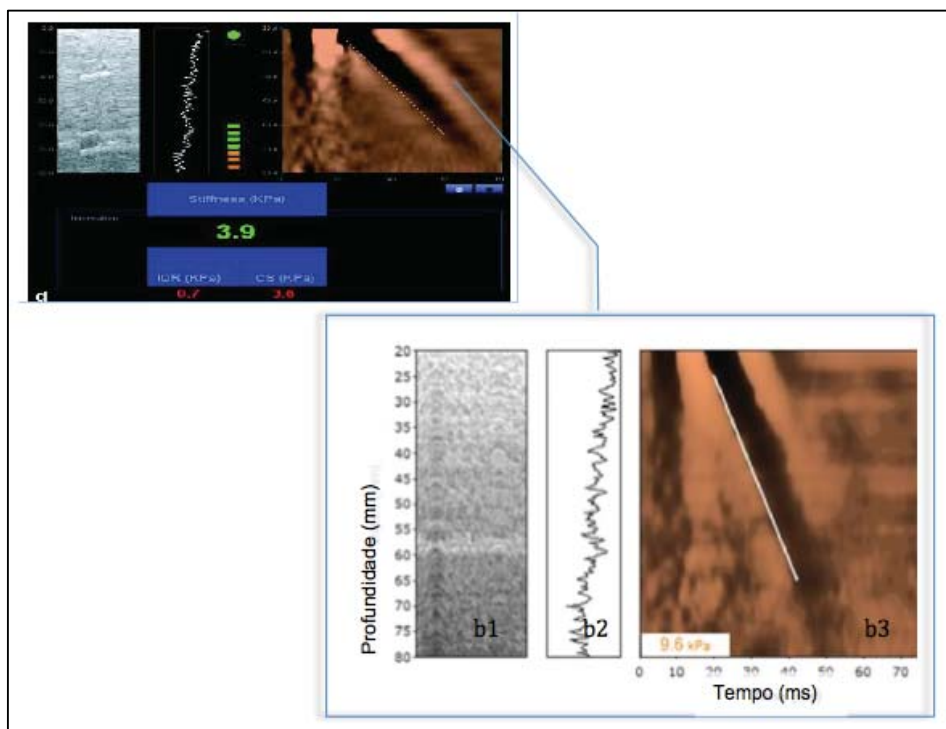 Stiffness (KPa)
3.9
IQR (KPa) CS (KPa)
0.7 3.6
d
Profundidade (mm)
20
25
30
35
40
45
50
55
60
65
70
75
80
b1
b2
b3
9.6 kPa
0 10 20 30 40 50 60 70
Tempo (ms)